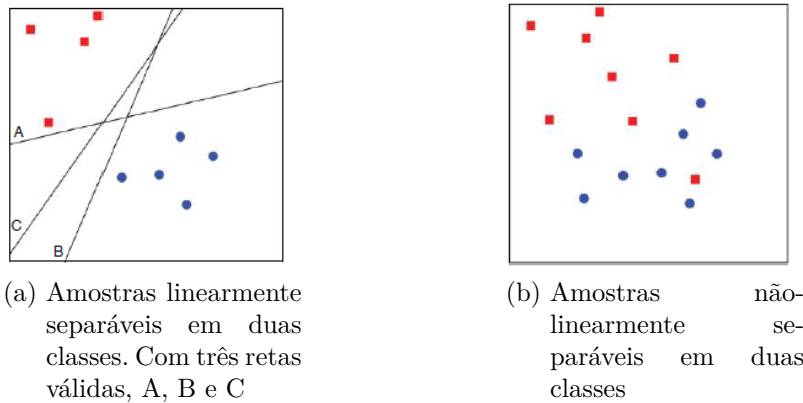 A
C
B
(a) Amostras linearmente
separáveis em duas
classes. Com três retas
válidas, A, B e C
(b) Amostras não-
linearmente se-
paráveis em duas
classes